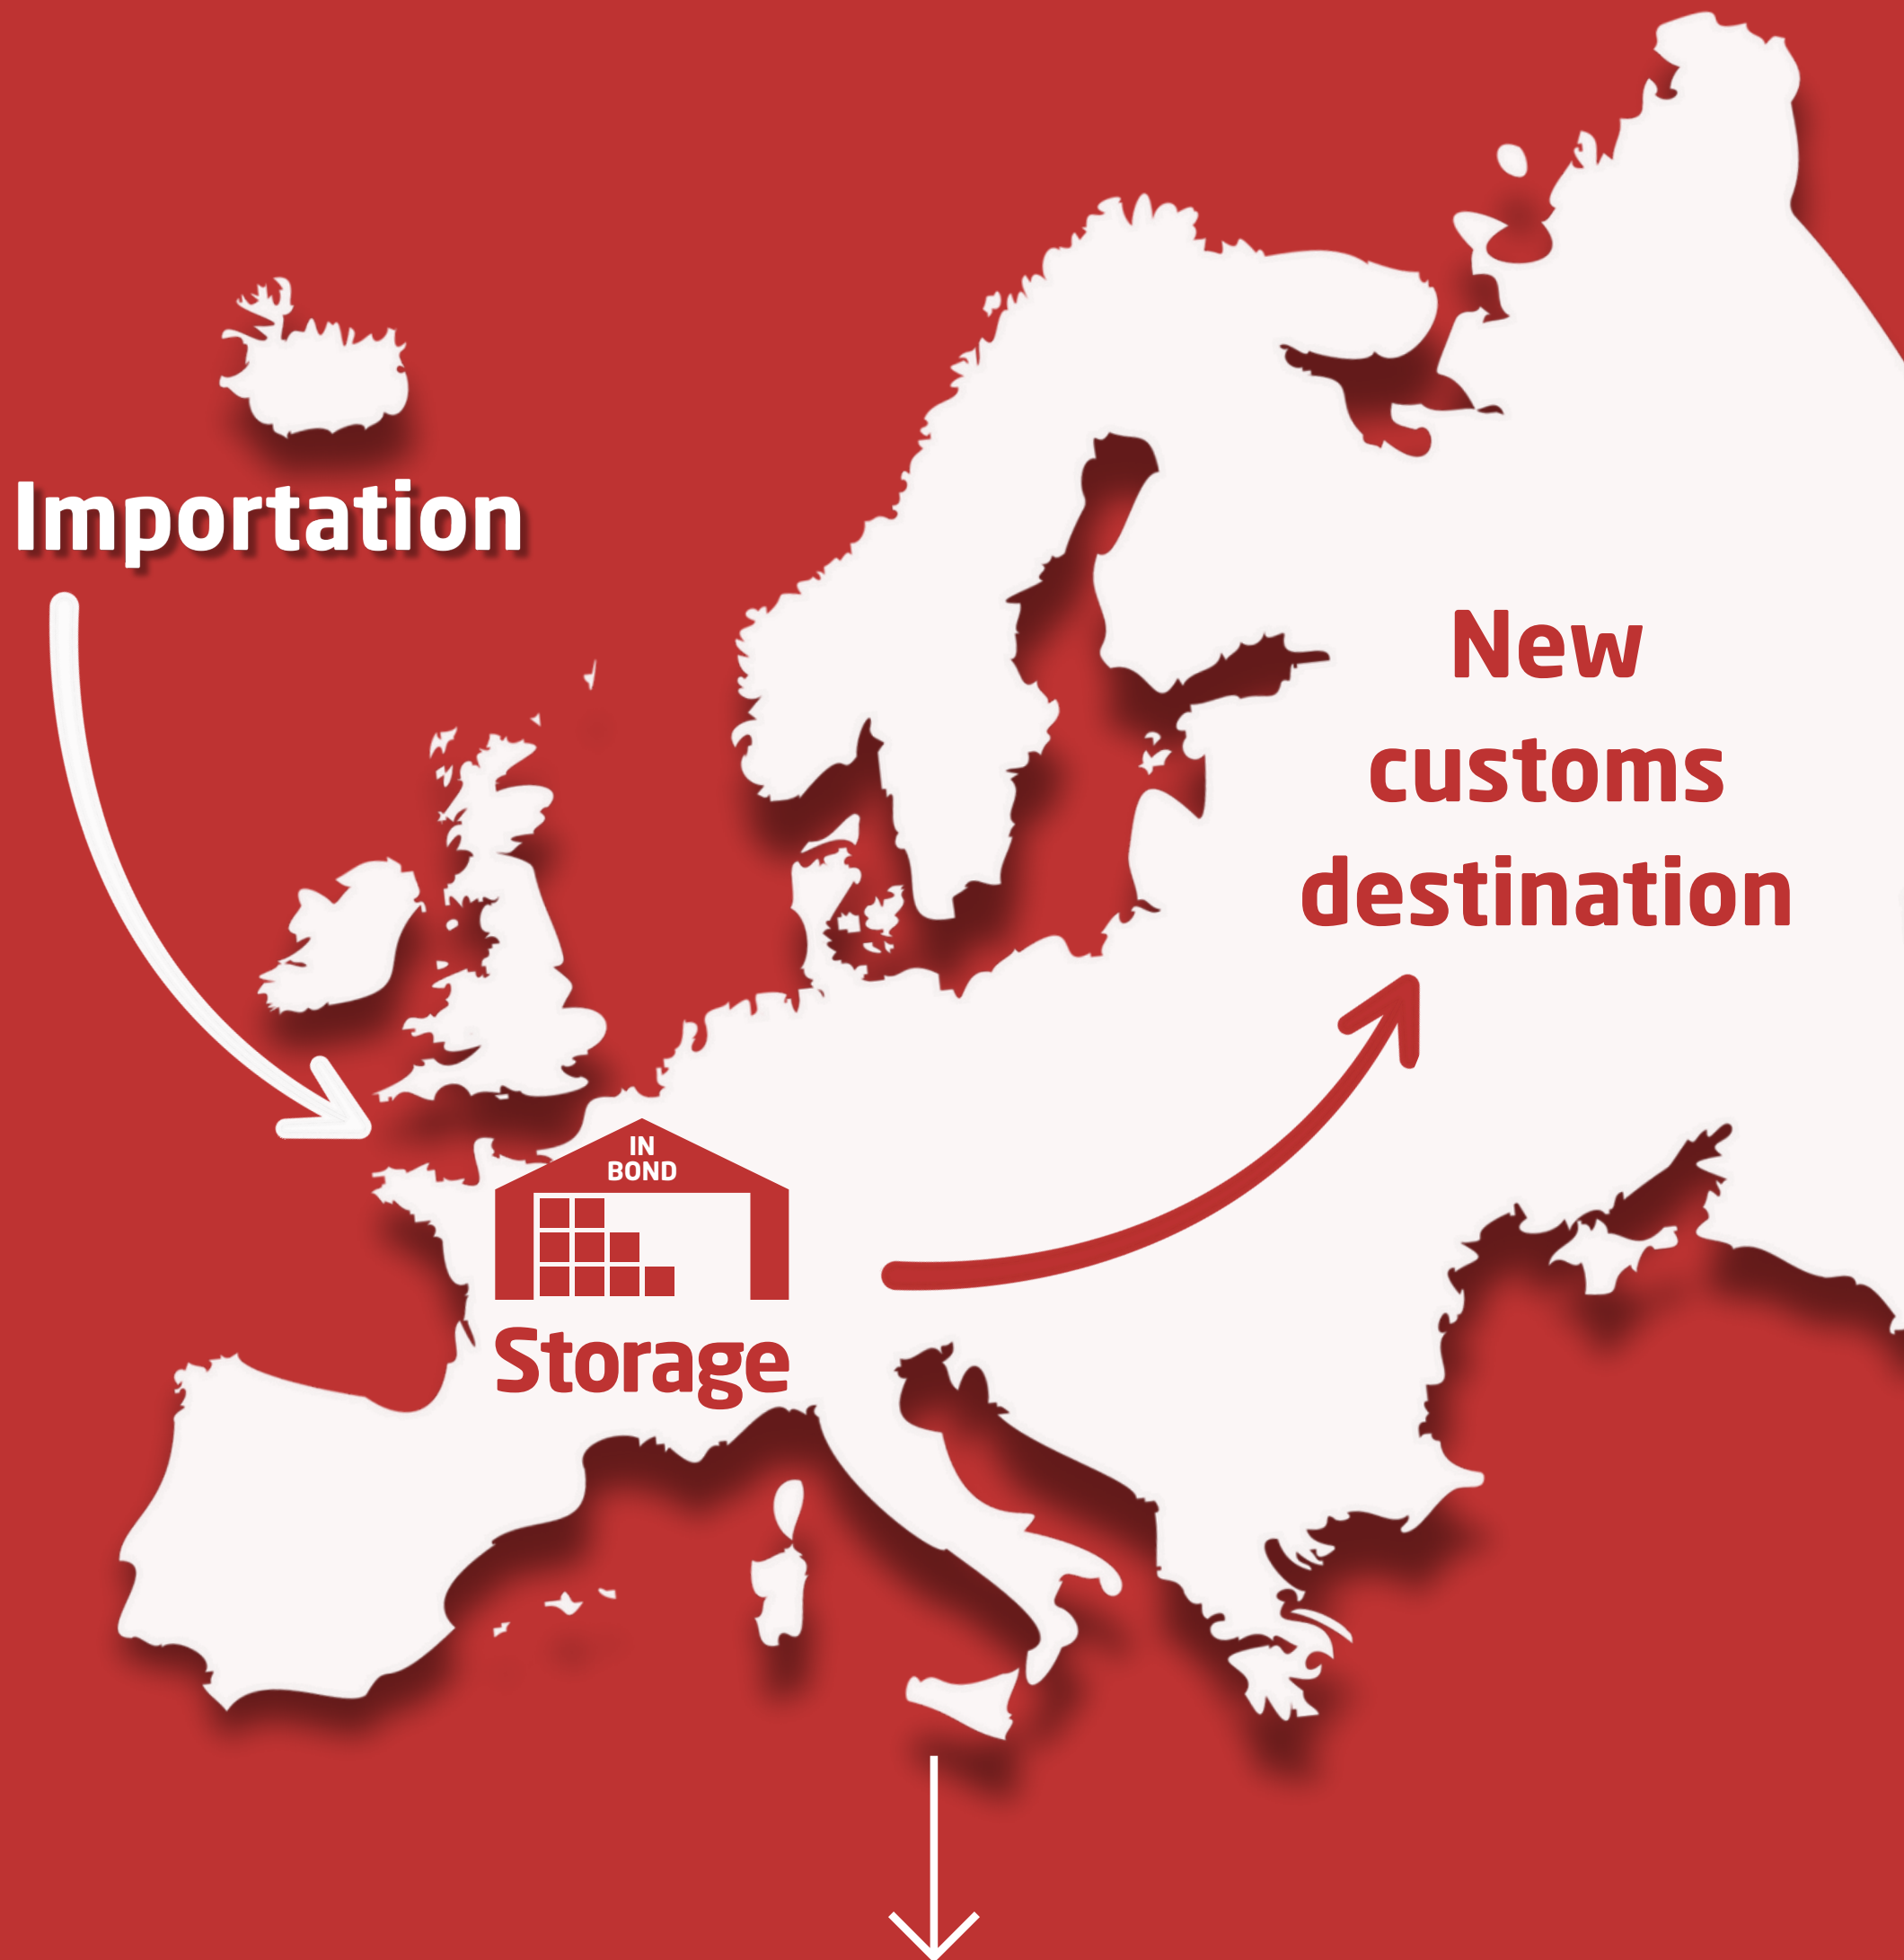 Importation
New
customs
destination
IN
BOND
Storage